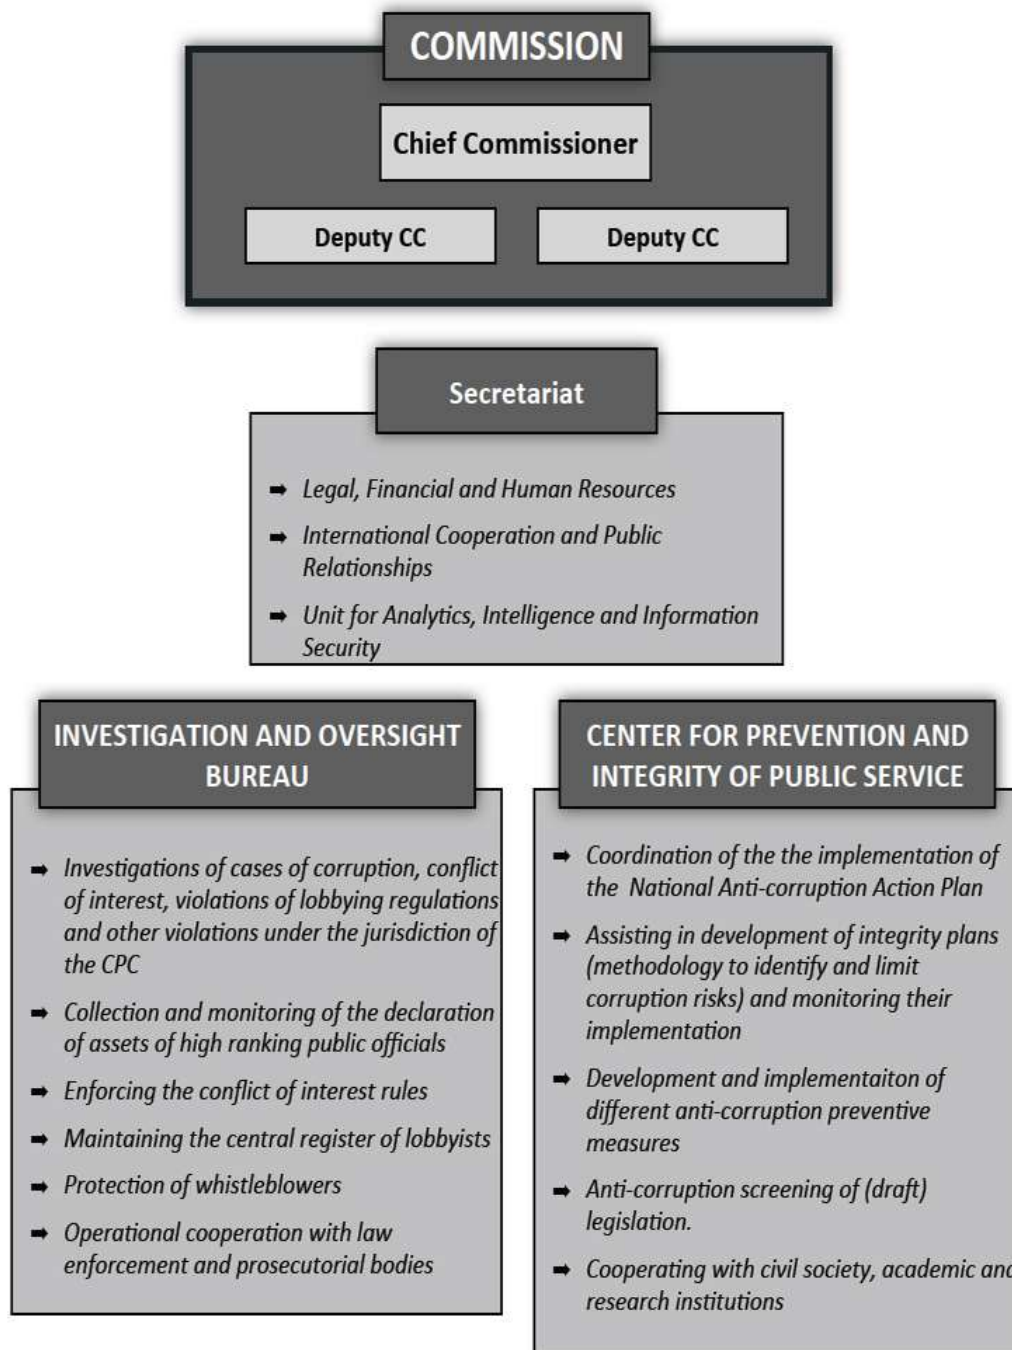 COMMISSION
Chief Commissioner
Deputy CC
Deputy CC
Secretariat
➡ Legal, Financial and Human Resources
➡ International Cooperation and Public
Relationships
➡ Unit for Analytics, Intelligence and Information
Security
INVESTIGATION AND OVERSIGHT
BUREAU
➡ Investigations of cases of corruption, conflict
of interest, violations of lobbying regulations
and other violations under the jurisdiction of
the CPC
➡ Collection and monitoring of the declaration
of assets of high ranking public officials
➡ Enforcing the conflict of interest rules
➡ Maintaining the central register of lobbyists
➡ Protection of whistleblowers
➡ Operational cooperation with law
enforcement and prosecutorial bodies
CENTER FOR PREVENTION AND
INTEGRITY OF PUBLIC SERVICE
➡ Coordination of the the implementation of
the National Anti-corruption Action Plan
➡ Assisting in development of integrity plans
(methodology to identify and limit
corruption risks) and monitoring their
implementation
➡ Development and implementaiton of
different anti-corruption preventive
measures
➡ Anti-corruption screening of (draft)
legislation.
➡ Cooperating with civil society, academic and
research institutions